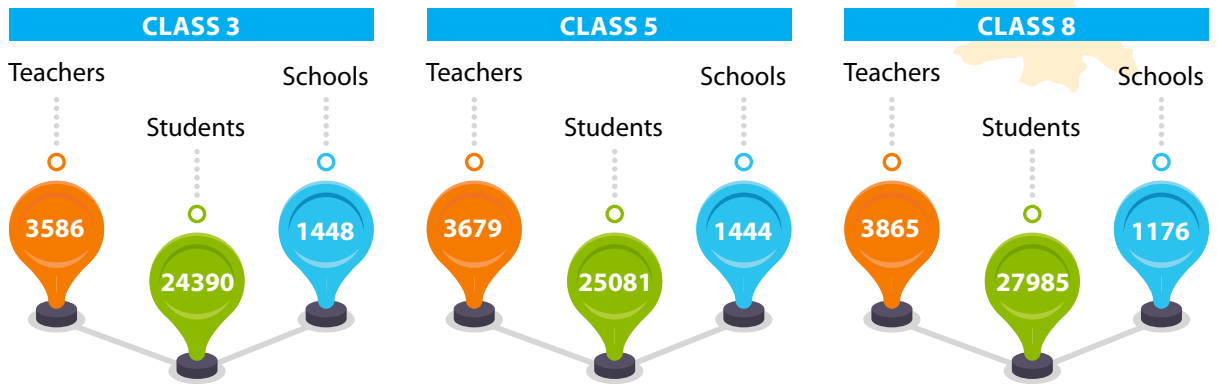 CLASS 3
Teachers
Schools
Students
3586
1448
24390
CLASS 5
Teachers
Schools
Students
3679
1444
25081
CLASS 8
Teachers
Schools
Students
3865
1176
27985